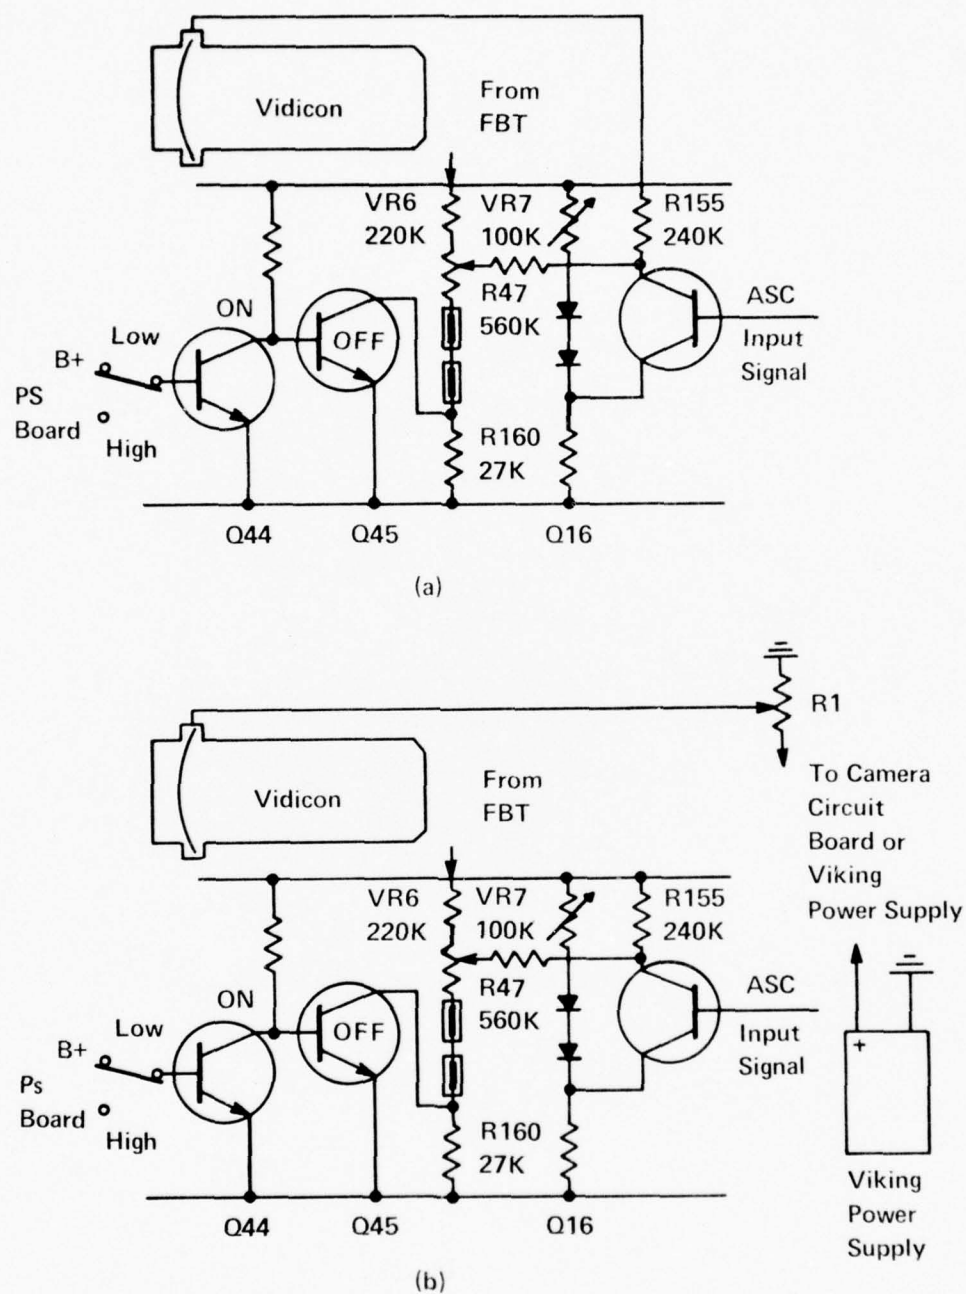 Vidicon
From
FBT
VR6
220K
VR7
100K
R155
240K
R47
560K
ASC
Input
Signal
ON
OFF
Low
B+
PS
Board
High
R160
27K
Q44
Q45
Q16
(a)
R1
To Camera
Circuit
Board or
Viking
Power Supply
Vidicon
From
FBT
VR6
220K
VR7
100K
R155
240K
R47
560K
ASC
Input
Signal
ON
OFF
Low
B+
Ps
Board
High
R160
27K
+
Viking
Power
Supply
Q44
Q45
Q16
(b)